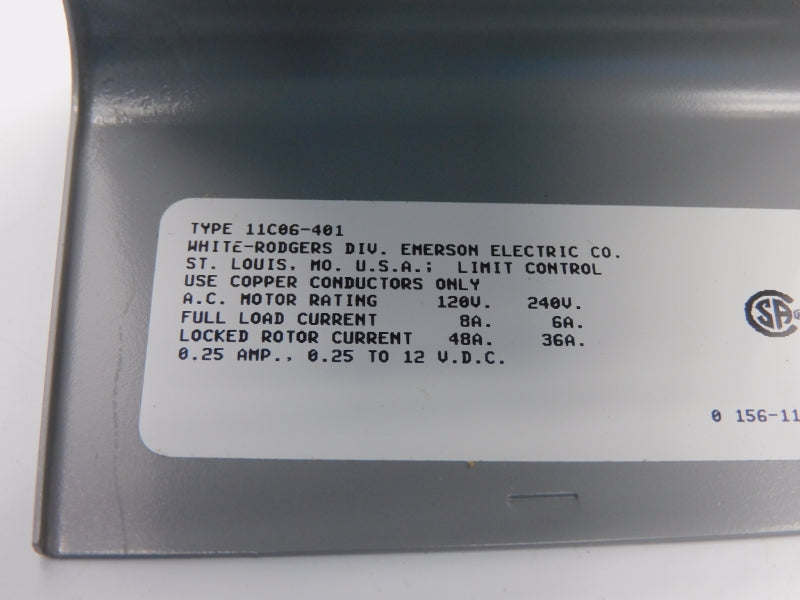 TYPE 11C06-401
WHITE-RODGERS DIV. EMERSON ELECTRIC CO.
ST. LOUIS, MO. U.S.A.; LIMIT CONTROL
USE COPPER CONDUCTORS ONLY
A.C. MOTOR RATING 120V. 240V.
FULL LOAD CURRENT 8A. 6A.
LOCKED ROTOR CURRENT 48A. 36A.
0.25 AMP., 0.25 TO 12 V.D.C.
SA®
0 156-11